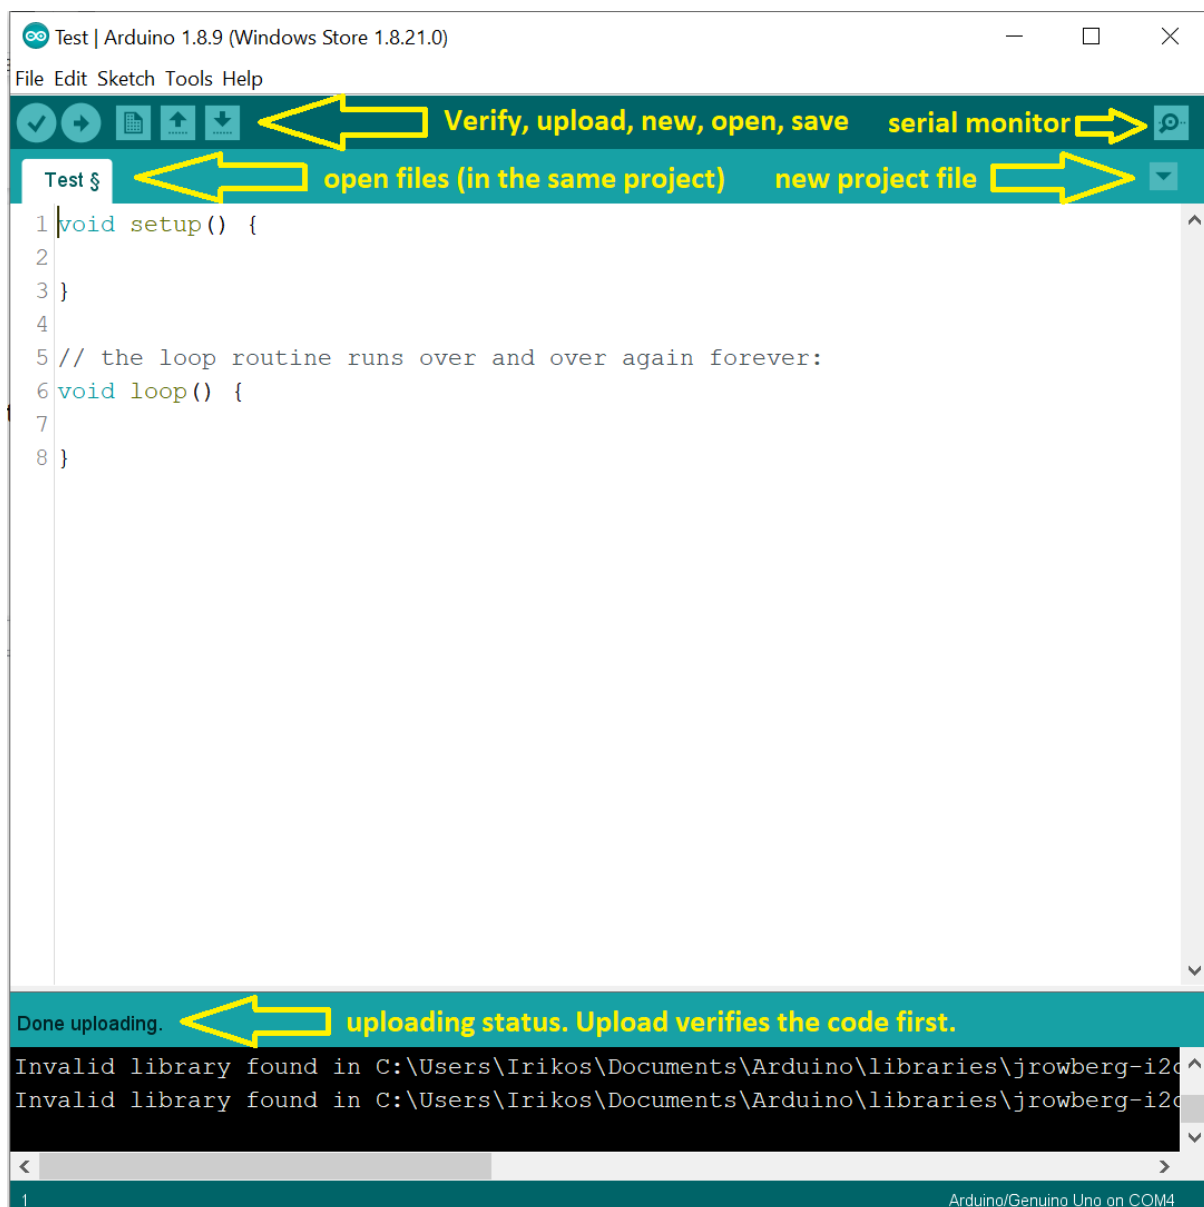 Test | Arduino 1.8.9 (Windows Store 1.8.21.0)
File Edit Sketch Tools Help
Verify, upload, new, open, save
serial monitor
Test §
open files (in the same project)
new project file
1 void setup() {
2
3 }
4
5 // the loop routine runs over and over again forever:
6 void loop() {
7
8 }
Done uploading.
uploading status. Upload verifies the code first.
Invalid library found in C:\Users\Irikos\Documents\Arduino\libraries\jrowberg-i2c
Invalid library found in C:\Users\Irikos\Documents\Arduino\libraries\jrowberg-i2c
1
Arduino/Genuino Uno on COM4